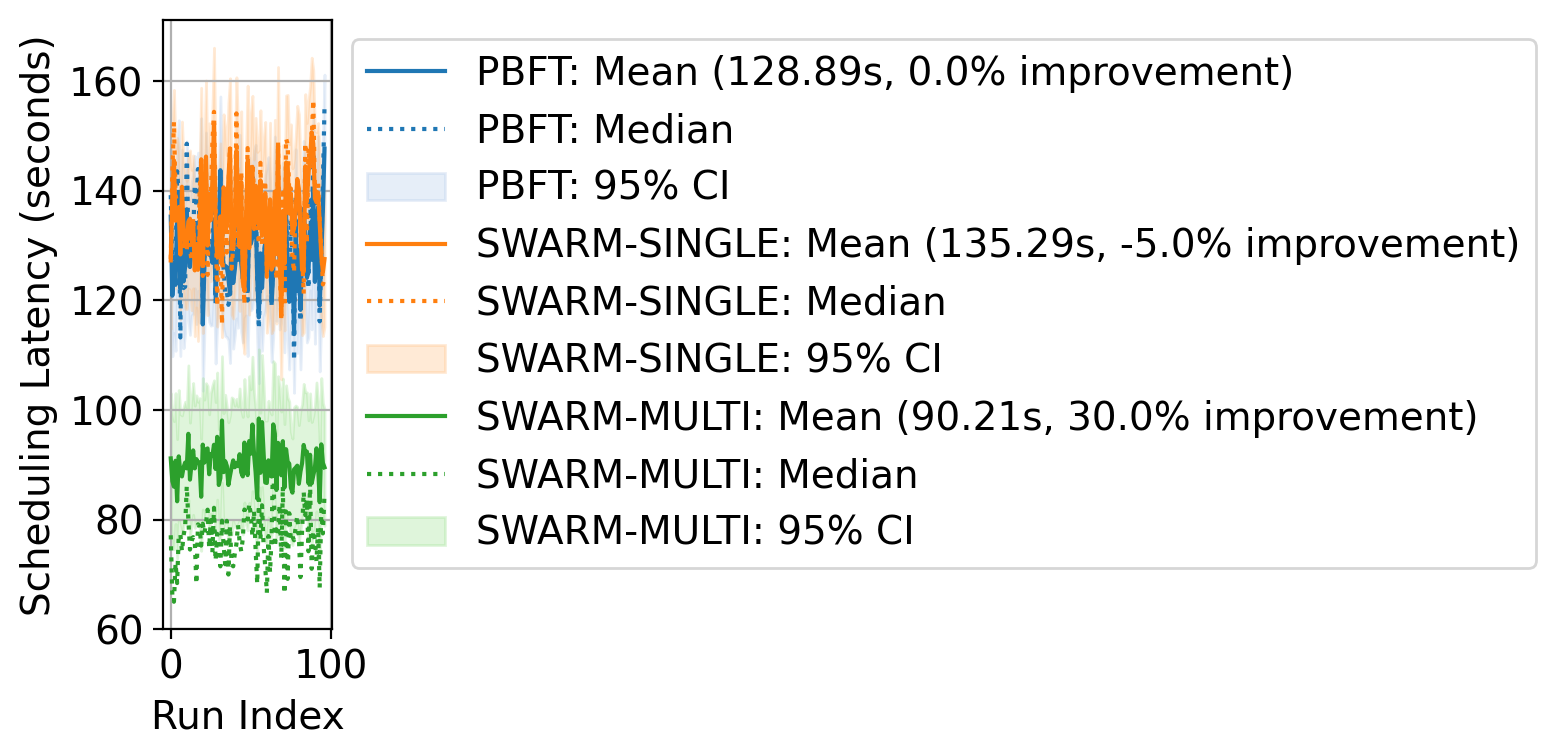 Scheduling Latency (seconds)
160
140
120
100
80
60
0
100
Run Index
PBFT: Mean (128.89s, 0.0% improvement)
PBFT: Median
PBFT: 95% CI
SWARM-SINGLE: Mean (135.29s, -5.0% improvement)
SWARM-SINGLE: Median
SWARM-SINGLE: 95% CI
SWARM-MULTI: Mean (90.21s, 30.0% improvement)
SWARM-MULTI: Median
SWARM-MULTI: 95% CI